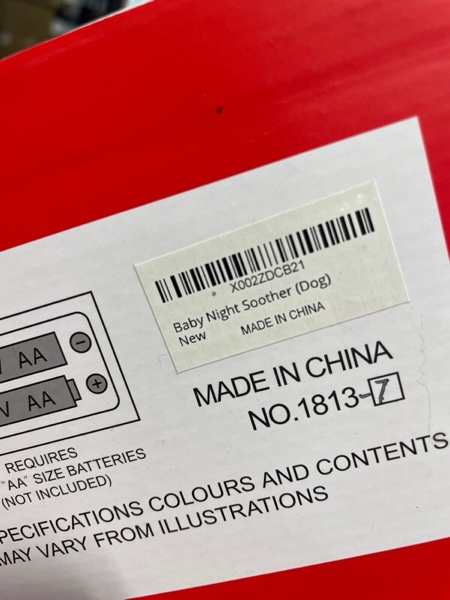 X002ZDCB21
Baby Night Soother (Dog)
New MADE IN CHINA
AA
V AA
MADE IN CHINA
NO.1813-7
REQUIRES
"AA" SIZE BATTERIES
(NOT INCLUDED)
PECIFICATIONS COLOURS AND CONTENTS
MAY VARY FROM ILLUSTRATIONS